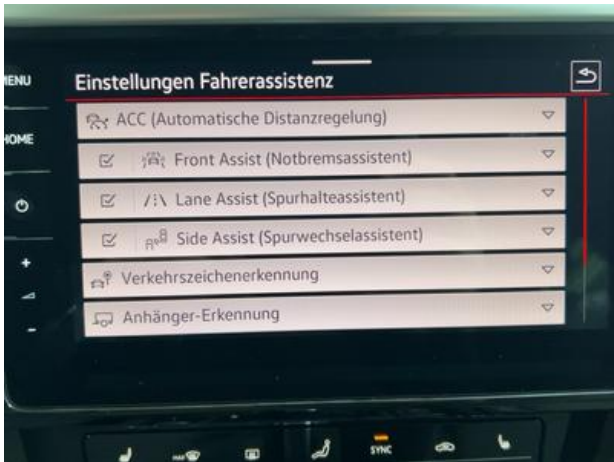 MENU
Einstellungen Fahrerassistenz
ACC (Automatische Distanzregelung)
HOME
Front Assist (Notbremsassistent)
Lane Assist (Spurhalteassistent)
Side Assist (Spurwechselassistent)
+
Verkehrszeichenerkennung
-
Anhänger-Erkennung
SYNC